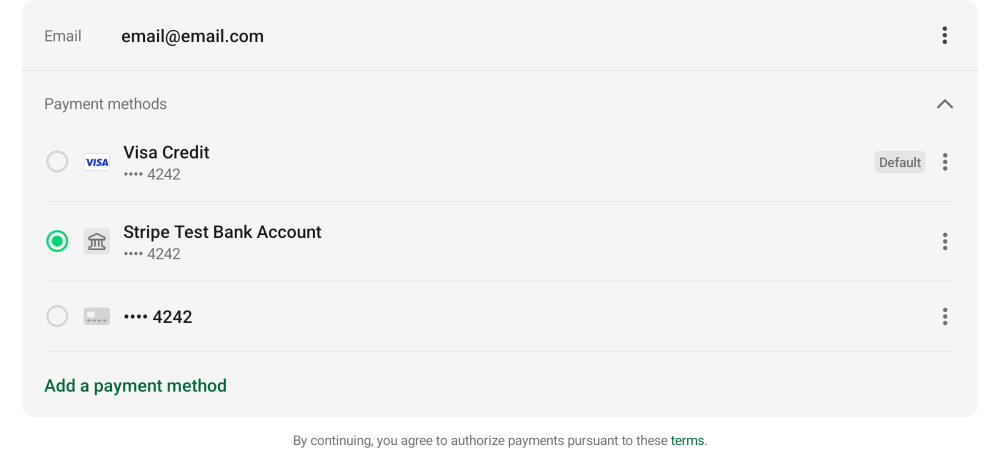 Email email@email.com
Payment methods
VISA Visa Credit Default
•••• 4242
Stripe Test Bank Account
•••• 4242
•••• 4242
Add a payment method
By continuing, you agree to authorize payments pursuant to these terms.